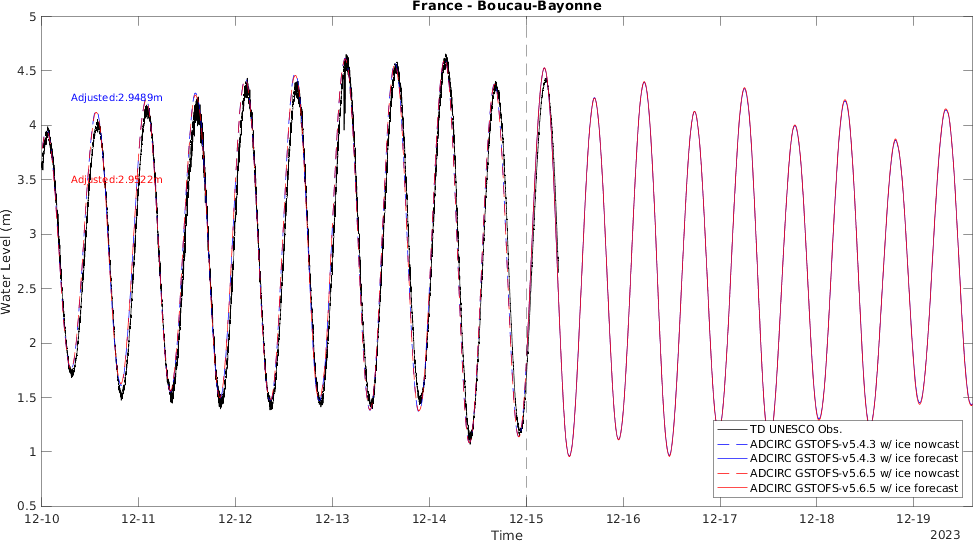 France - Boucau-Bayonne
5
4.5
4
3.5
3
2.5
2
1.5
1
0.5
Water Level (m)
Adjusted:2.9489m
Adjusted:2.9522m
TD UNESCO Obs.
ADCIRC GSTOFS-v5.4.3 w/ ice nowcast
ADCIRC GSTOFS-v5.4.3 w/ ice forecast
ADCIRC GSTOFS-v5.6.5 w/ ice nowcast
ADCIRC GSTOFS-v5.6.5 w/ ice forecast
12-10 12-11 12-12 12-13 12-14 12-15 12-16 12-17 12-18 12-19
Time
2023